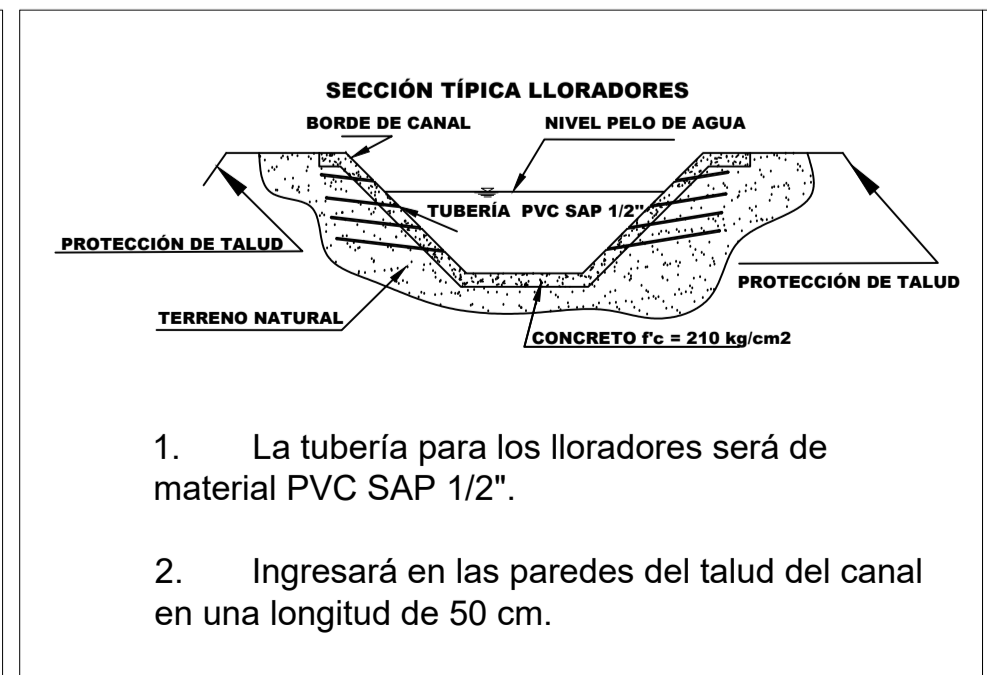 SECCIÓN TÍPICA LLORADORES
BORDE DE CANAL
NIVEL PELO DE AGUA
TUBERÍA PVC SAP 1/2"
PROTECCIÓN DE TALUD
PROTECCIÓN DE TALUD
TERRENO NATURAL
CONCRETO f'c = 210 kg/cm2
1. La tubería para los lloradores será de
material PVC SAP 1/2".
2. Ingresará en las paredes del talud del canal
en una longitud de 50 cm.